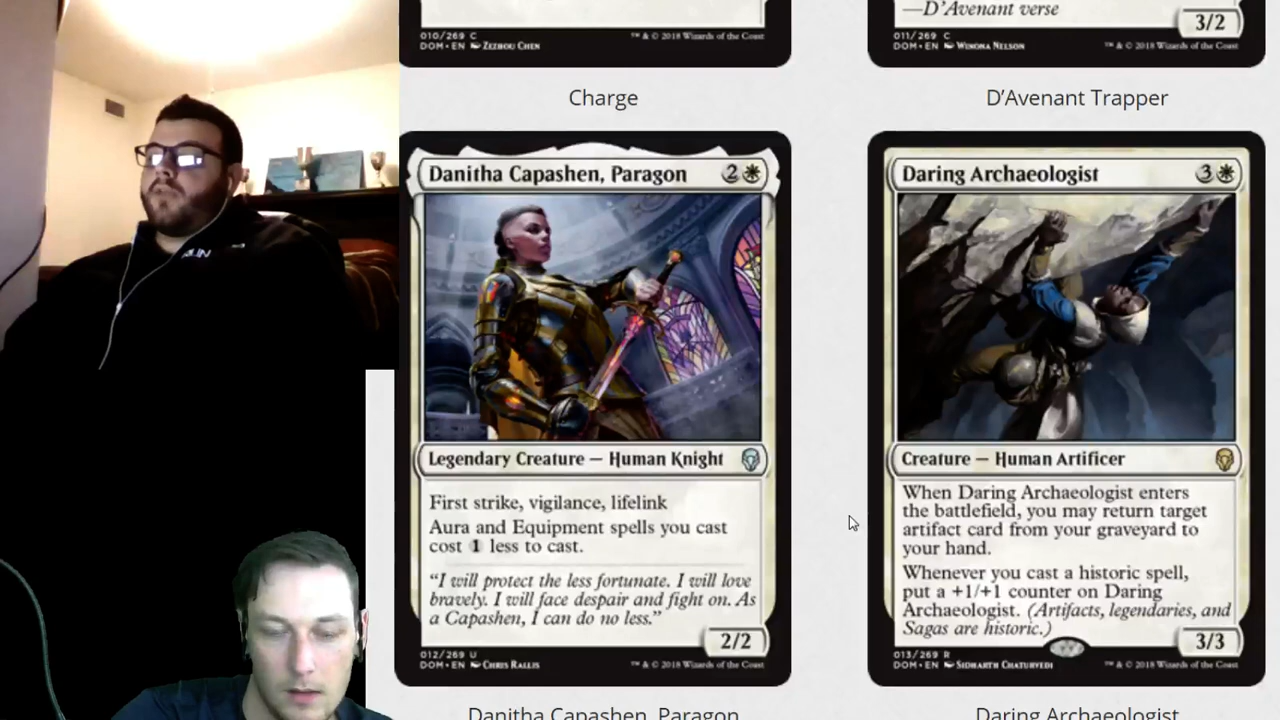 —D'Avenant verse
3/2
010/269 C
DOM • EN Zezhou Chen
™ & © 2018 Wizards of the Coast
011/269 C
DOM • EN Winona Nelson
™ & © 2018 Wizards of the Coast
Charge
D'Avenant Trapper
Danitha Capashen, Paragon 2
Legendary Creature — Human Knight
First strike, vigilance, lifelink
Aura and Equipment spells you cast
cost 1 less to cast.
"I will protect the less fortunate. I will love
bravely. I will face despair and fight on. As
a Capashen, I can do no less."
2/2
012/269 U
DOM • EN Chris Rallis
™ & © 2018 Wizards of the Coast
Daring Archaeologist 3
Creature — Human Artificer
When Daring Archaeologist enters
the battlefield, you may return target
artifact card from your graveyard to
your hand.
Whenever you cast a historic spell,
put a +1/+1 counter on Daring
Archaeologist. (Artifacts, legendaries, and
Sagas are historic.)
3/3
013/269 R
DOM • EN Sidharth Chaturvedi
™ & © 2018 Wizards of the Coast
Danitha Capashen, Paragon
Daring Archaeologist